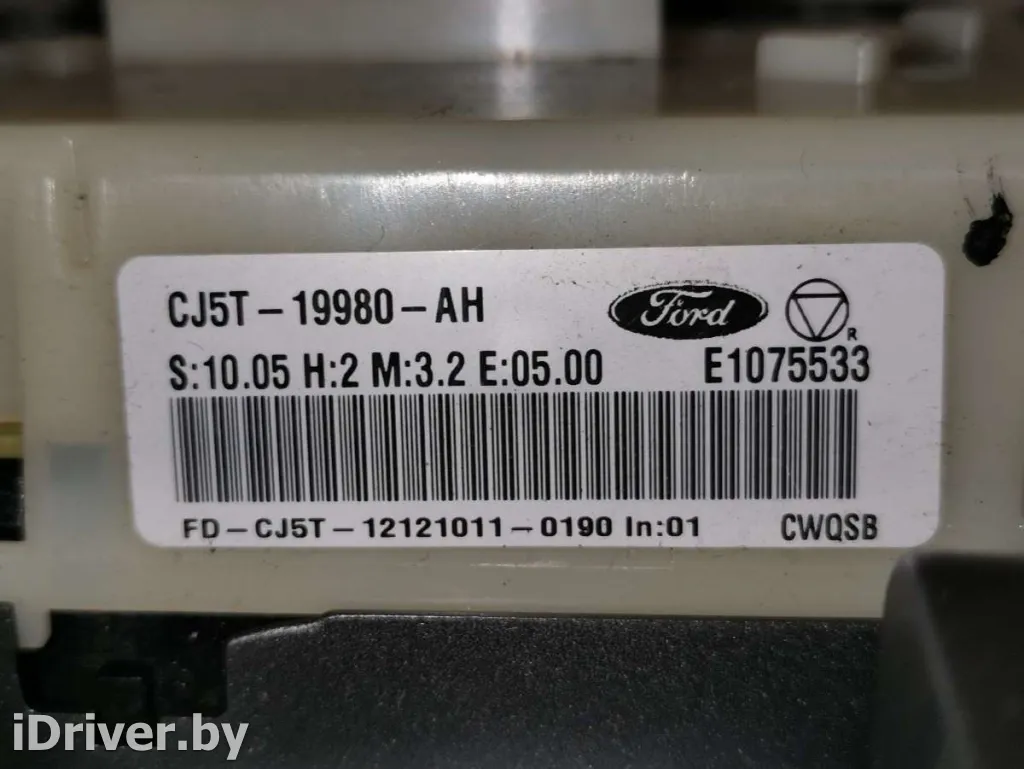 CJ5T-19980-AH
Ford
R
S:10.05 H:2 M:3.2 E:05.00 E1075533
FD-CJ5T-12121011-0190 In:01 CWQSB
iDriver.by